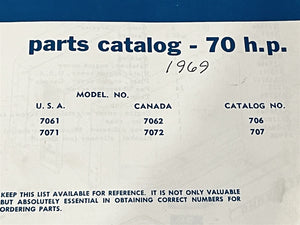 parts catalog - 70 h.p.
1969
MODEL. NO.
U. S. A. CANADA CATALOG NO.
7061 7062 706
7071 7072 707
KEEP THIS LIST AVAILABLE FOR REFERENCE. IT IS NOT ONLY VALUABLE
BUT ABSOLUTELY ESSENTIAL IN OBTAINING CORRECT NUMBERS FOR
ORDERING PARTS.